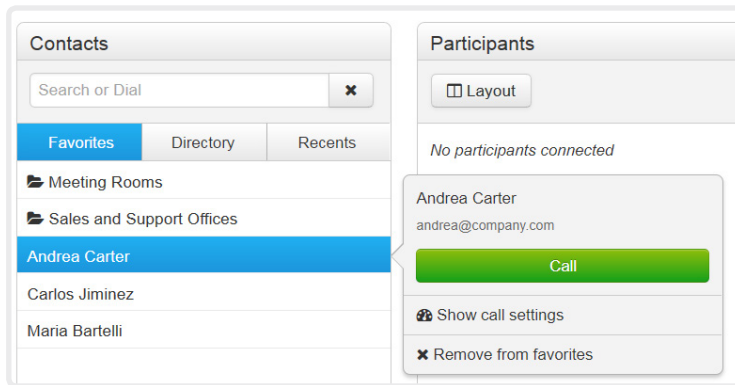 Contacts
Search or Dial
Favorites Directory Recents
Meeting Rooms
Sales and Support Offices
Andrea Carter
Carlos Jiminez
Maria Bartelli
Participants
Layout
No participants connected
Andrea Carter
andrea@company.com
Call
Show call settings
Remove from favorites